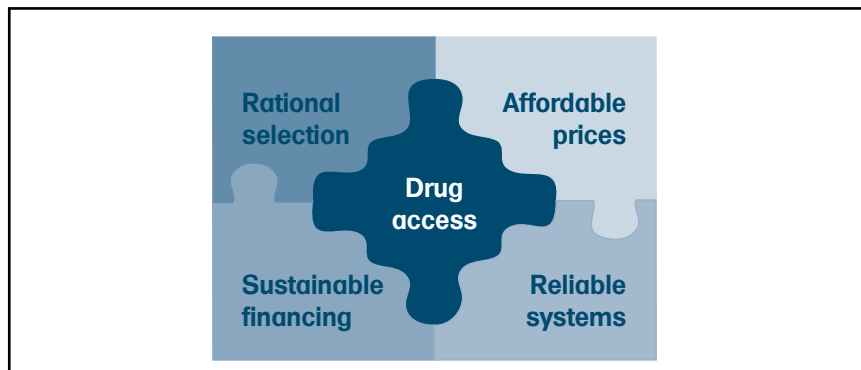 Rational
selection
Affordable
prices
Drug
access
Sustainable
financing
Reliable
systems